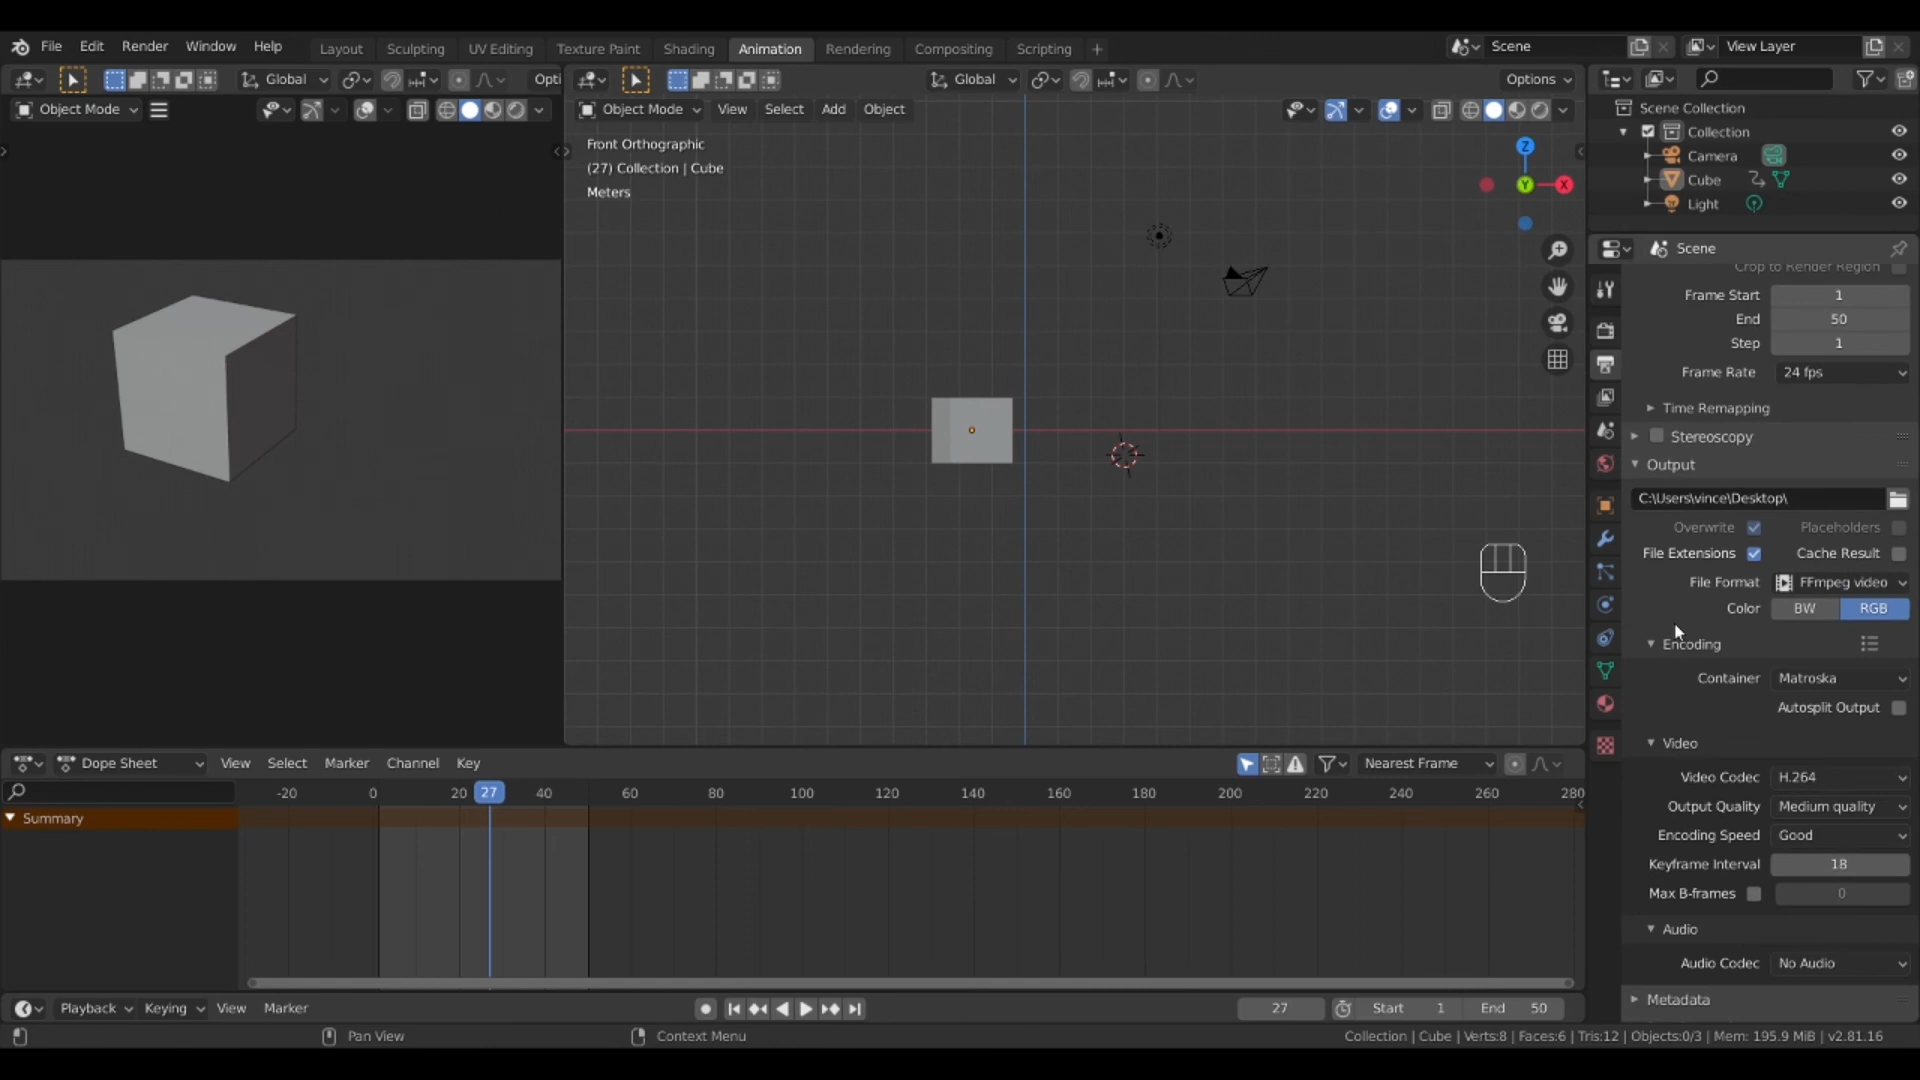 File Edit Render Window Help Layout Sculpting UV Editing Texture Paint Shading Animation Rendering Compositing Scripting + Scene View Layer
Global Opti Global Options
Object Mode Object Mode View Select Add Object
Front Orthographic
(27) Collection | Cube
Meters
Z
Y
X
Scene Collection
Collection
Camera
Cube
Light
Scene
Crop to Render Region
Frame Start 1
End 50
Step 1
Frame Rate 24 fps
Time Remapping
Stereoscopy
Output
C:\Users\vince\Desktop\
Overwrite Placeholders
File Extensions Cache Result
File Format FFmpeg video
Color BW RGB
Encoding
Container Matroska
Autosplit Output
Video
Video Codec H.264
Output Quality Medium quality
Encoding Speed Good
Keyframe Interval 18
Max B-frames 0
Audio
Audio Codec No Audio
Metadata
Dope Sheet View Select Marker Channel Key Nearest Frame
-20 0 20 27 40 60 80 100 120 140 160 180 200 220 240 260 280
Summary
Playback Keying View Marker 27 Start 1 End 50
Pan View Context Menu Collection | Cube | Verts:8 | Faces:6 | Tris:12 | Objects:0/3 | Mem: 195.9 MiB | v2.81.16